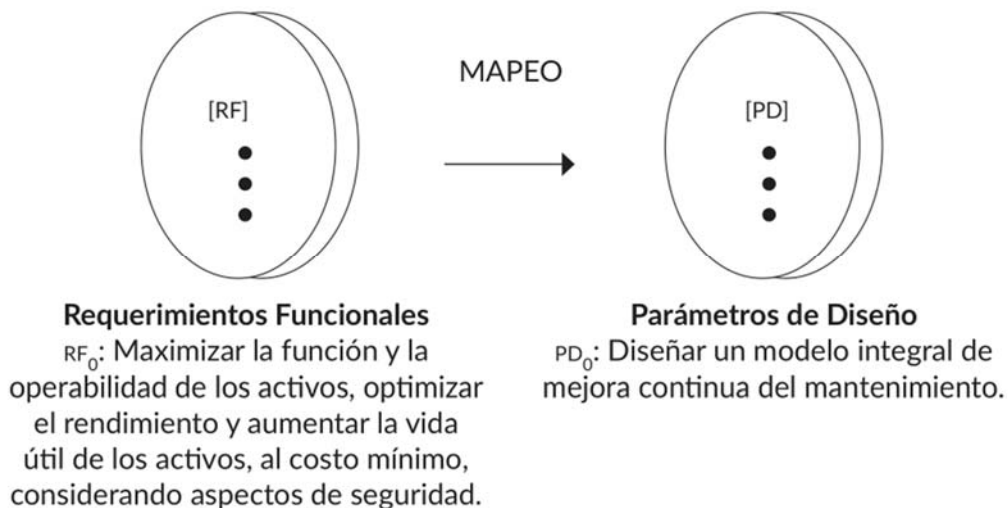 MAPEO
[RF]
[PD]
Requerimientos Funcionales
RF0: Maximizar la función y la
operabilidad de los activos, optimizar
el rendimiento y aumentar la vida
útil de los activos, al costo mínimo,
considerando aspectos de seguridad.
Parámetros de Diseño
PD0: Diseñar un modelo integral de
mejora continua del mantenimiento.